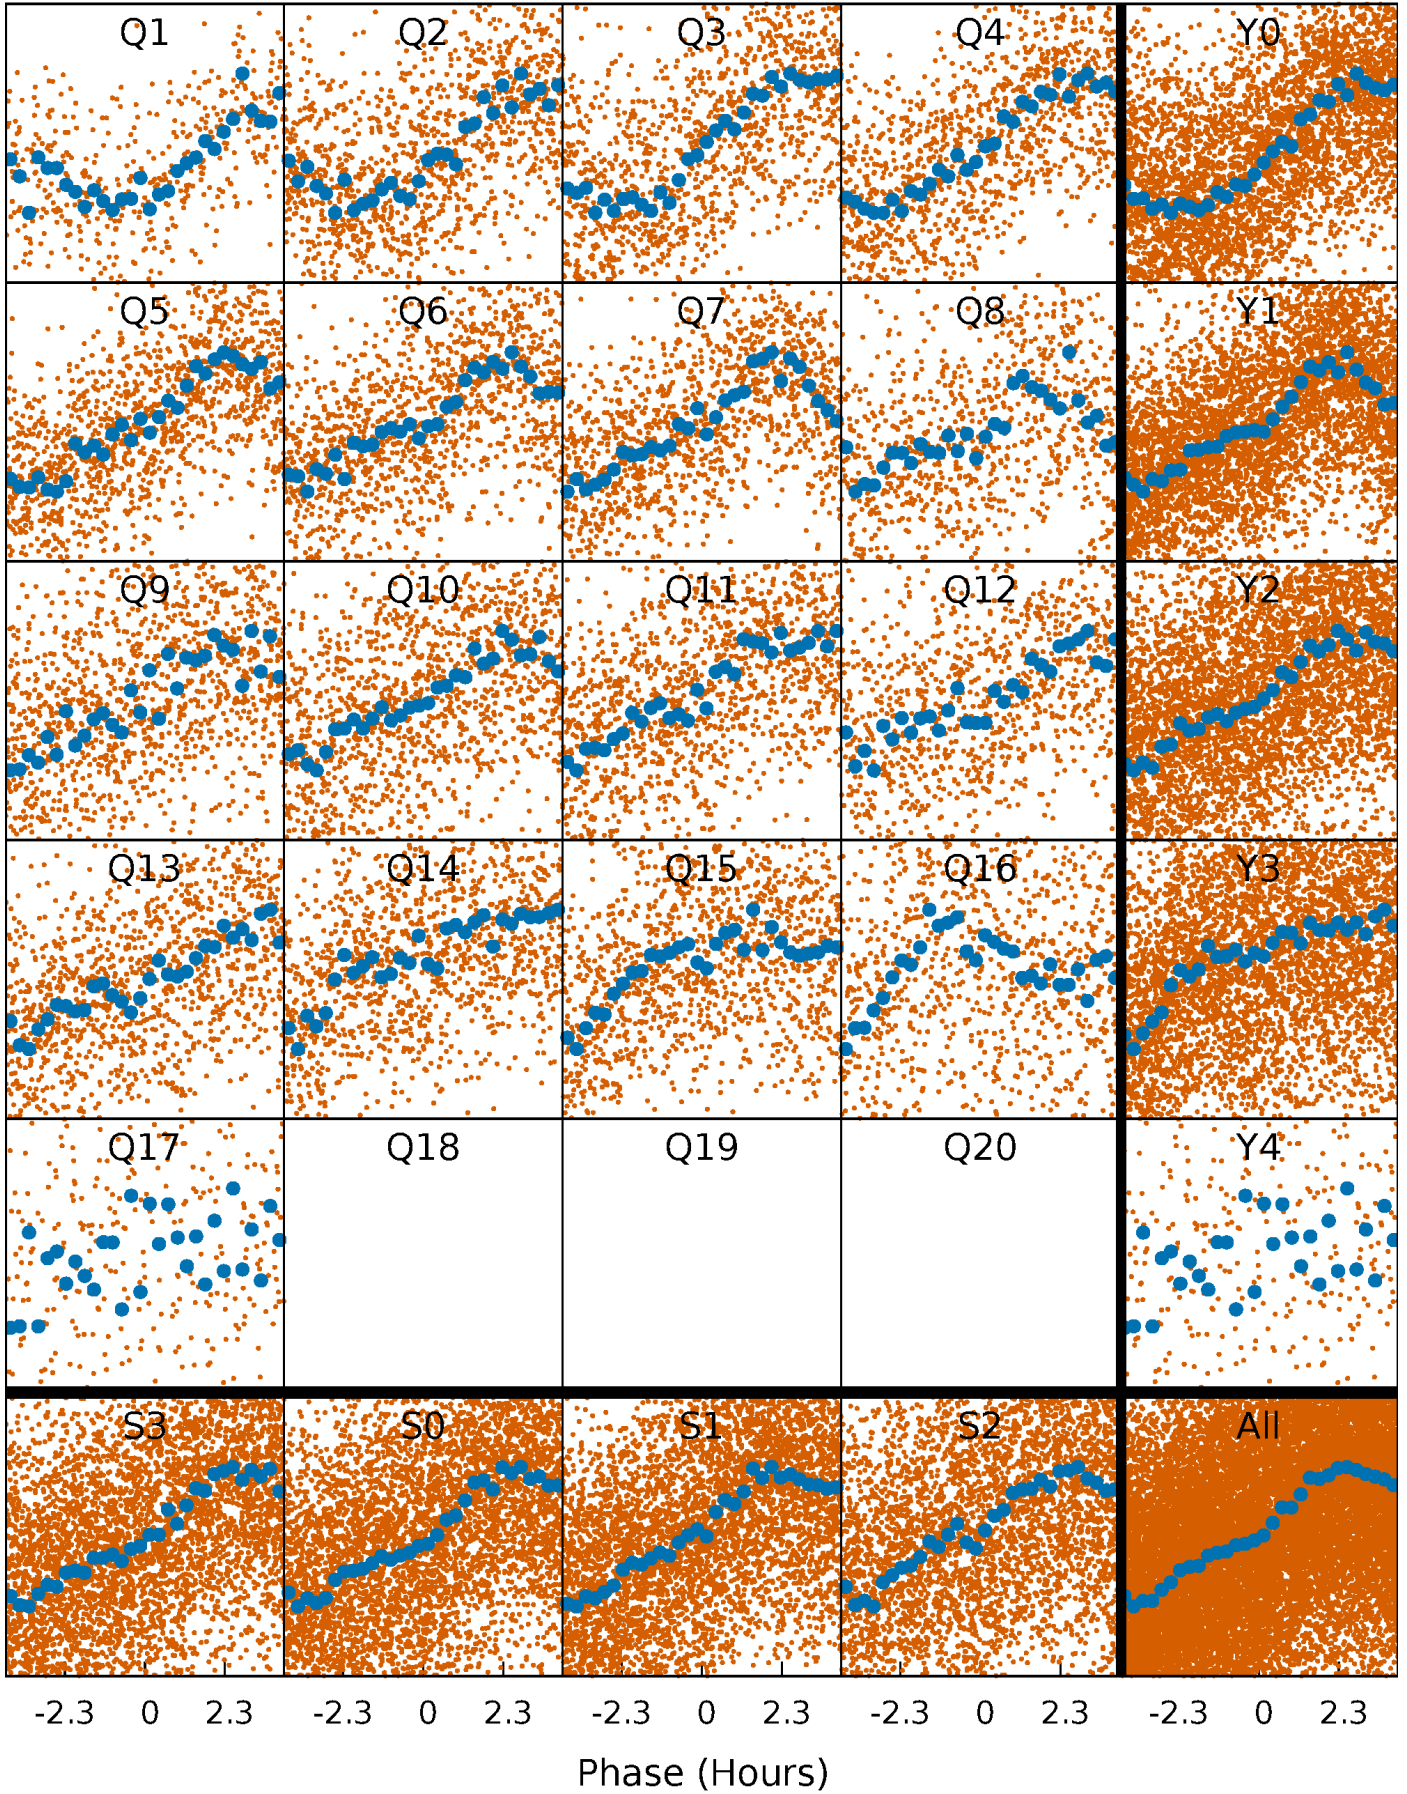 Q1 Q2 Q3 Q4 Y0
Q5 Q6 Q7 Q8 Y1
Q9 Q10 Q11 Q12 Y2
Q13 Q14 Q15 Q16 Y3
Q17 Q18 Q19 Q20 Y4
S3 S0 S1 S2 All
-2.3 0 2.3 -2.3 0 2.3 -2.3 0 2.3 -2.3 0 2.3 -2.3 0 2.3
Phase (Hours)